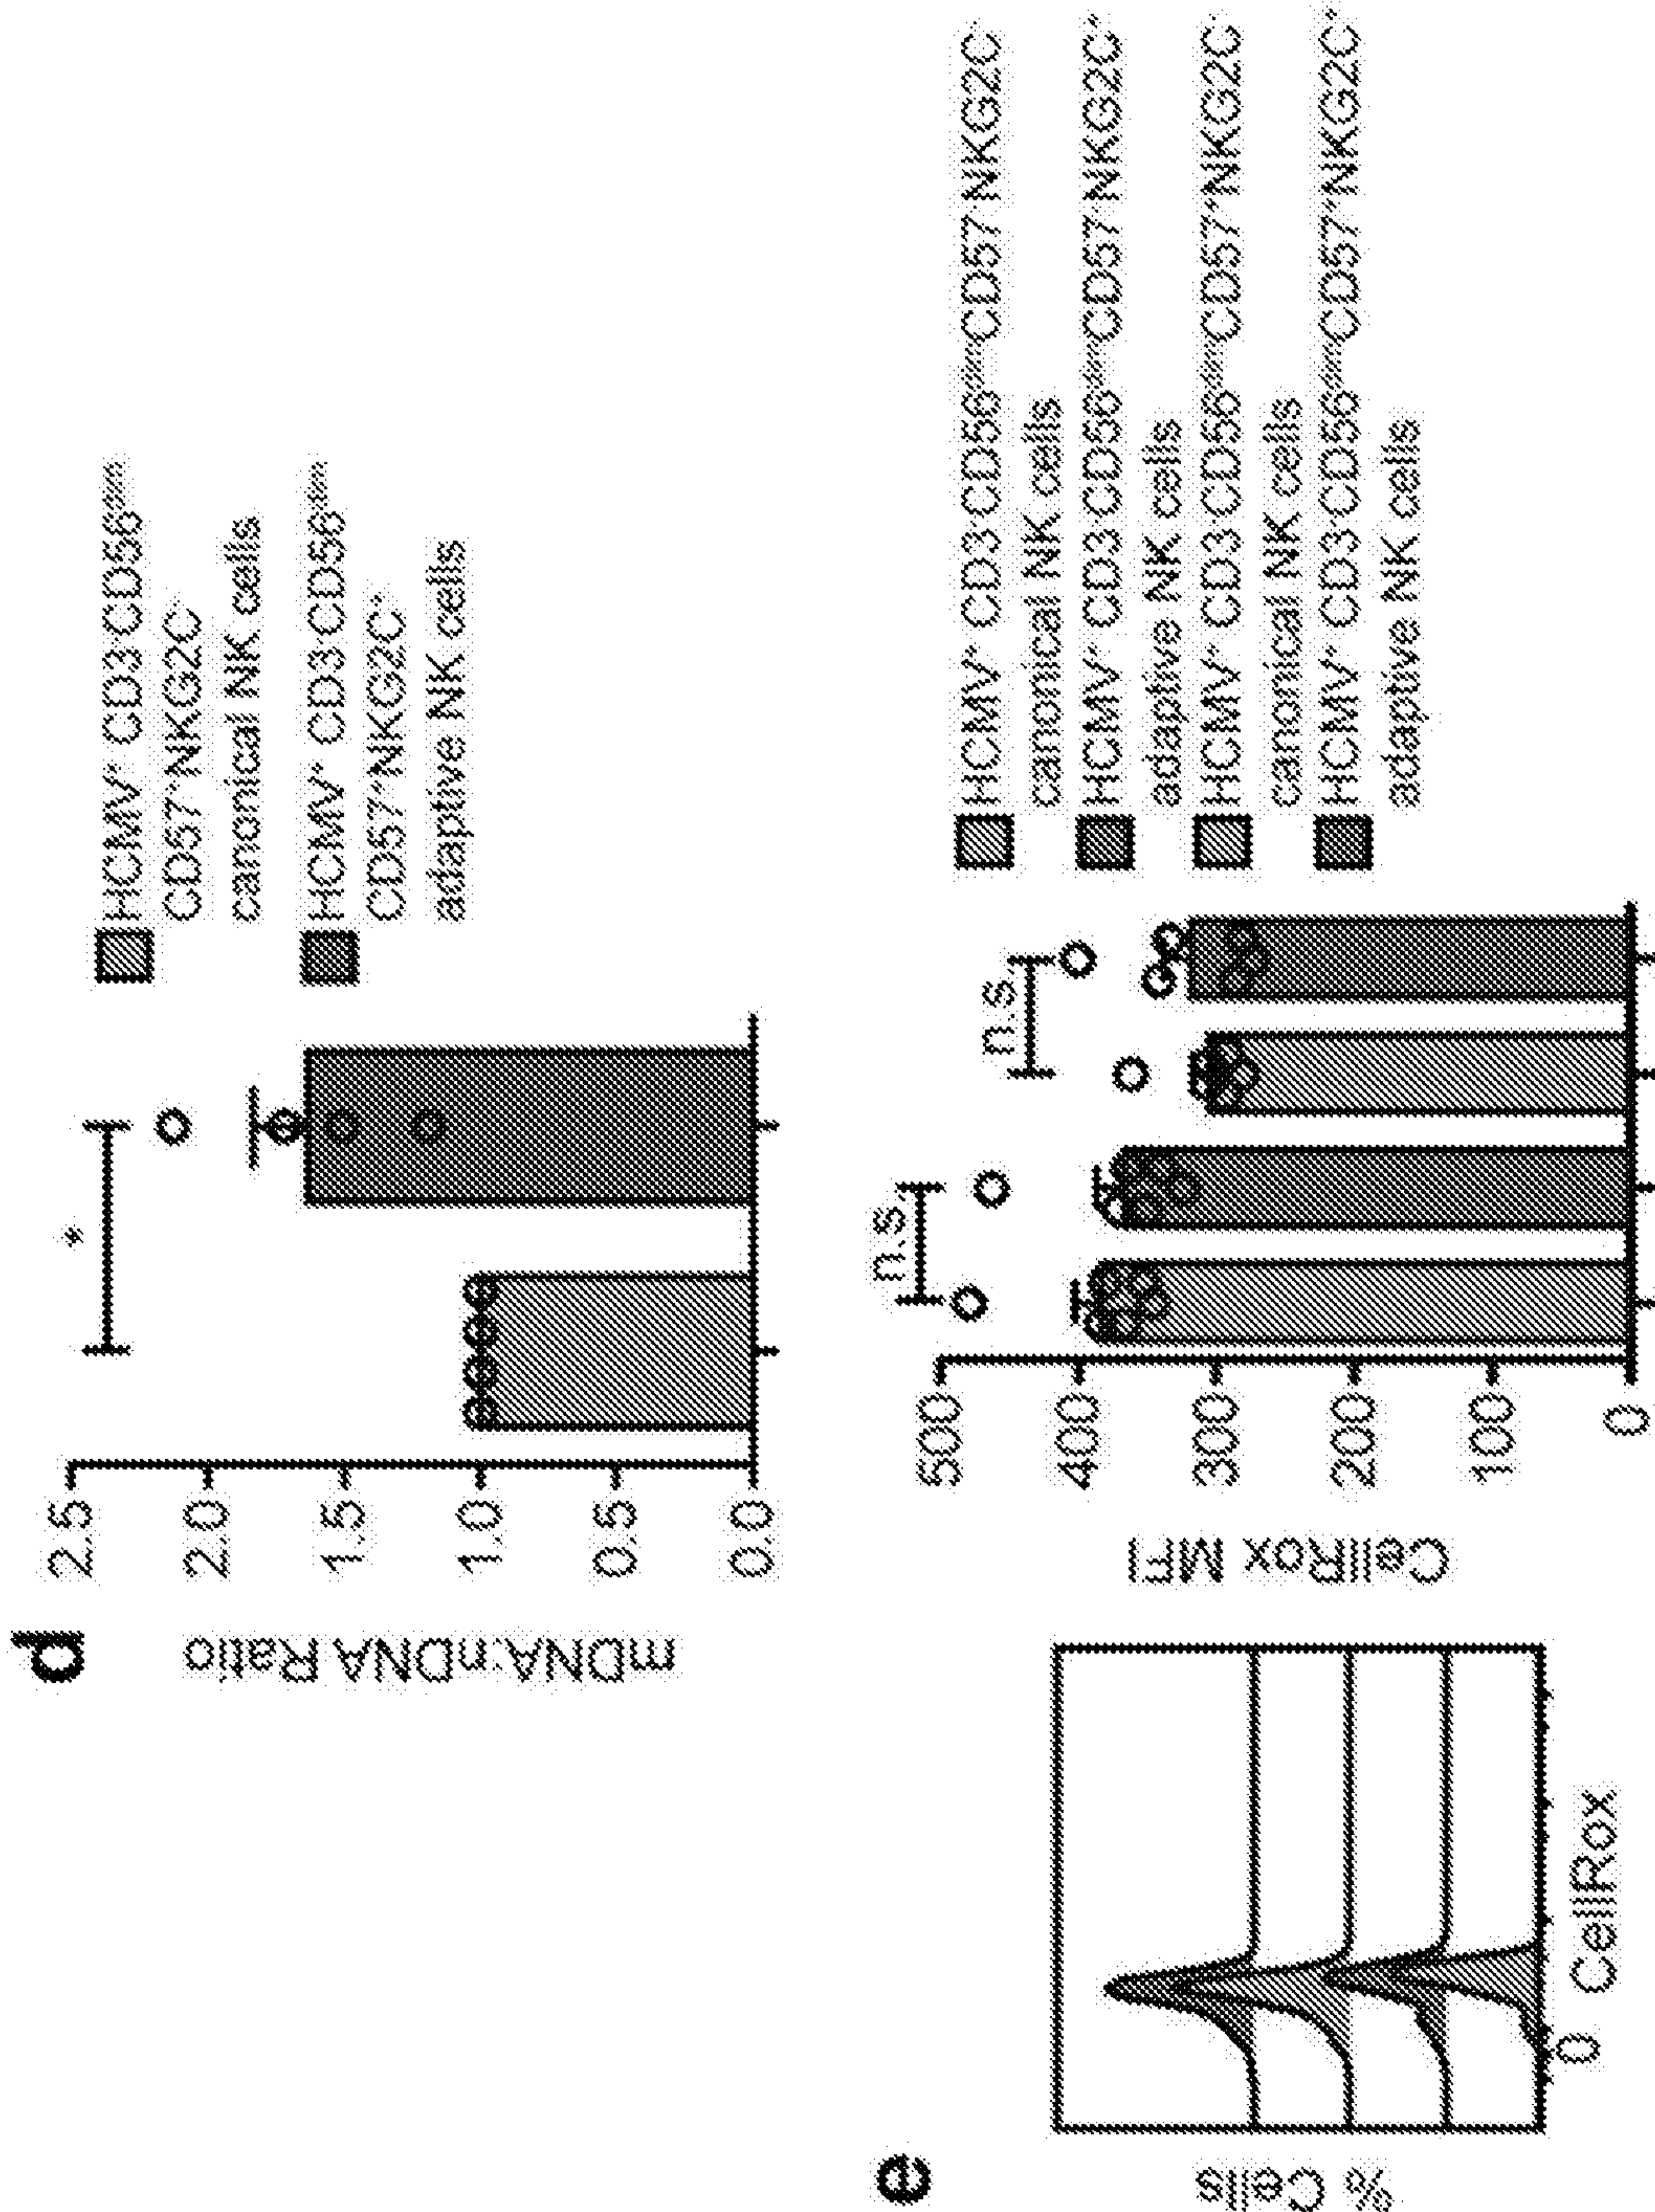 d
mDNA:nDNA Ratio
2.5
2.0
1.5
1.0
0.5
0.0
*
HCMV⁺ CD3⁻CD56ᵈⁱᵐ
CD57⁺NKG2C⁻
canonical NK cells
HCMV⁺ CD3⁻CD56ᵈⁱᵐ
CD57⁺NKG2C⁺
adaptive NK cells
e
% Cells
0
CellRox
CellRox MFI
500
400
300
200
100
0
n.s
n.s
HCMV⁺ CD3⁻CD56ᵈⁱᵐCD57⁻NKG2C⁻
canonical NK cells
HCMV⁺ CD3⁻CD56ᵈⁱᵐCD57⁻NKG2C⁺
adaptive NK cells
HCMV⁺ CD3⁻CD56ᵈⁱᵐCD57⁺NKG2C⁻
canonical NK cells
HCMV⁺ CD3⁻CD56ᵈⁱᵐCD57⁺NKG2C⁺
adaptive NK cells